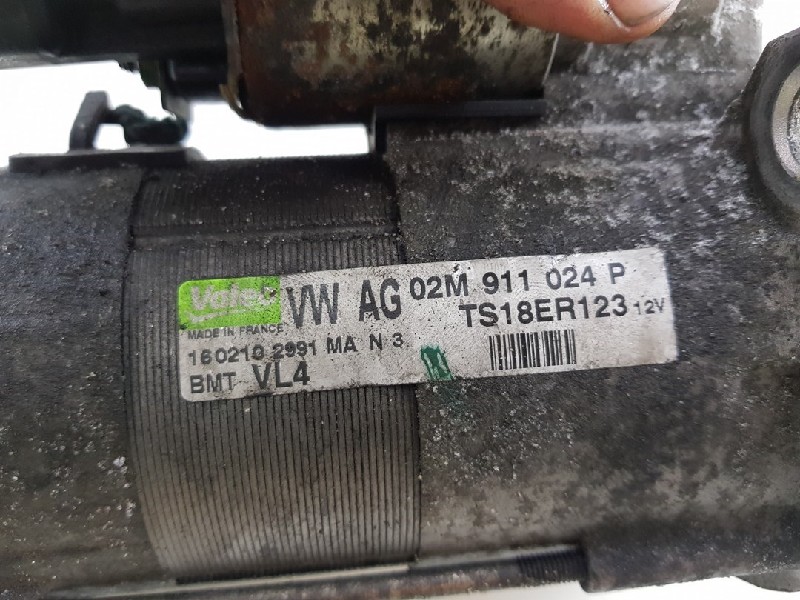 Valeo VW AG 02M 911 024 P
MADE IN FRANCE TS18ER123 12V
160210 2991 MA N 3
BMT VL4